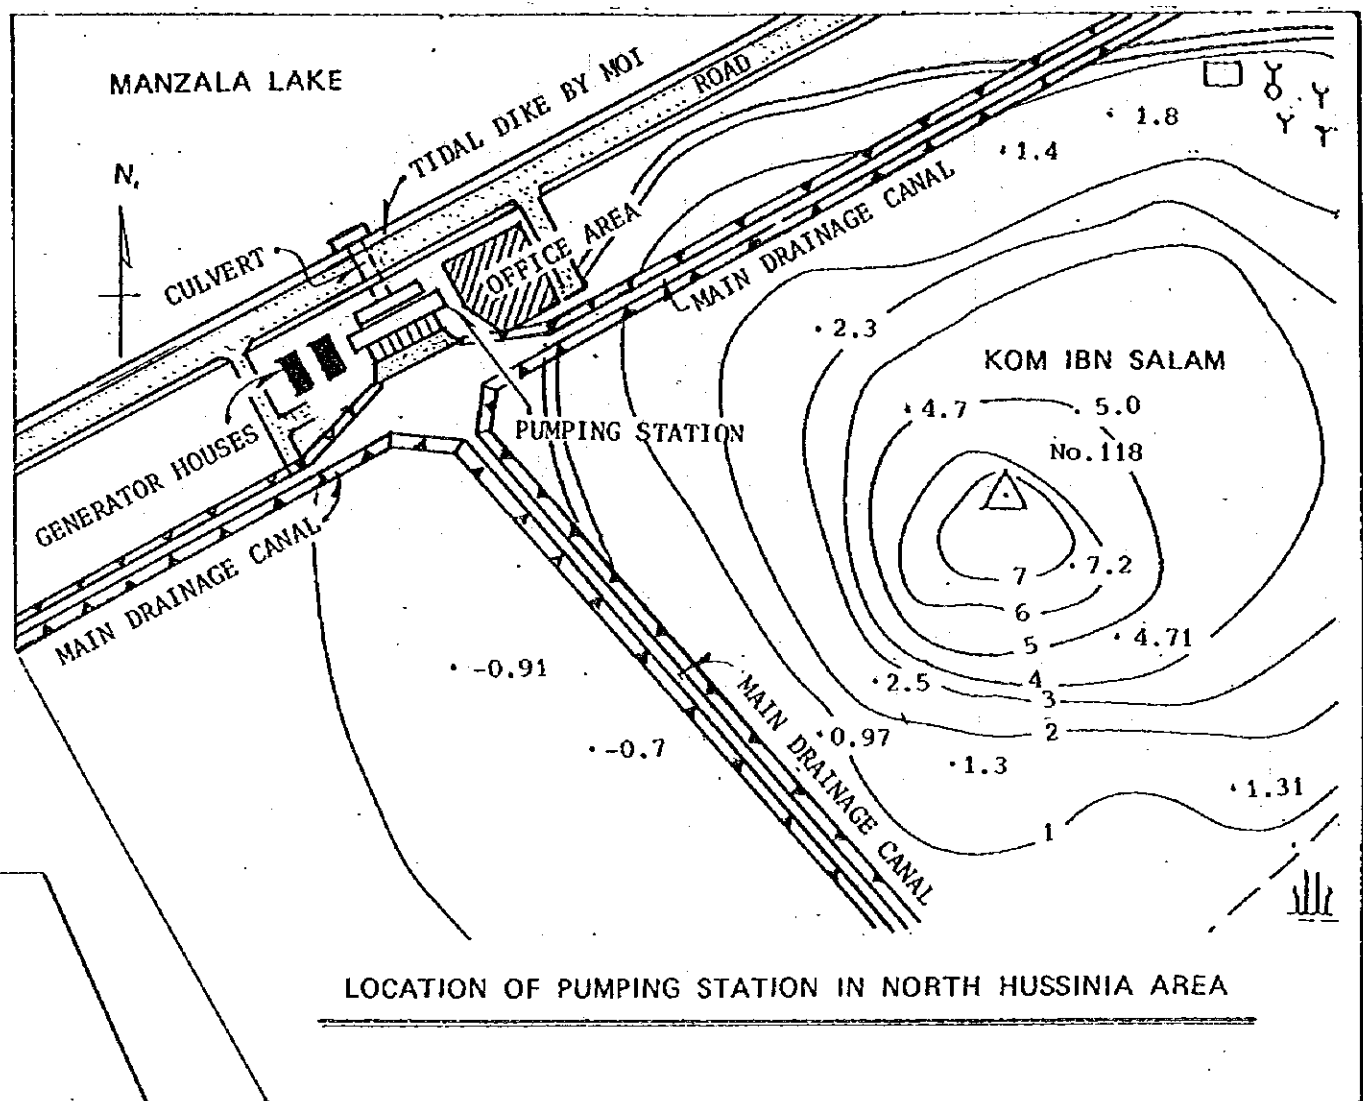 MANZALA LAKE
TIDAL DIKE BY MOI
ROAD
N.
CULVERT
OFFICE AREA
MAIN DRAINAGE CANAL
1.8
1.4
2.3
KOM IBN SALAM
4.7
5.0
No.118
PUMPING STATION
GENERATOR HOUSES
MAIN DRAINAGE CANAL
7
7.2
6
5
4.71
4
3
2
2.5
-0.91
-0.7
MAIN DRAINAGE CANAL
0.97
1.3
1.31
1
LOCATION OF PUMPING STATION IN NORTH HUSSINIA AREA